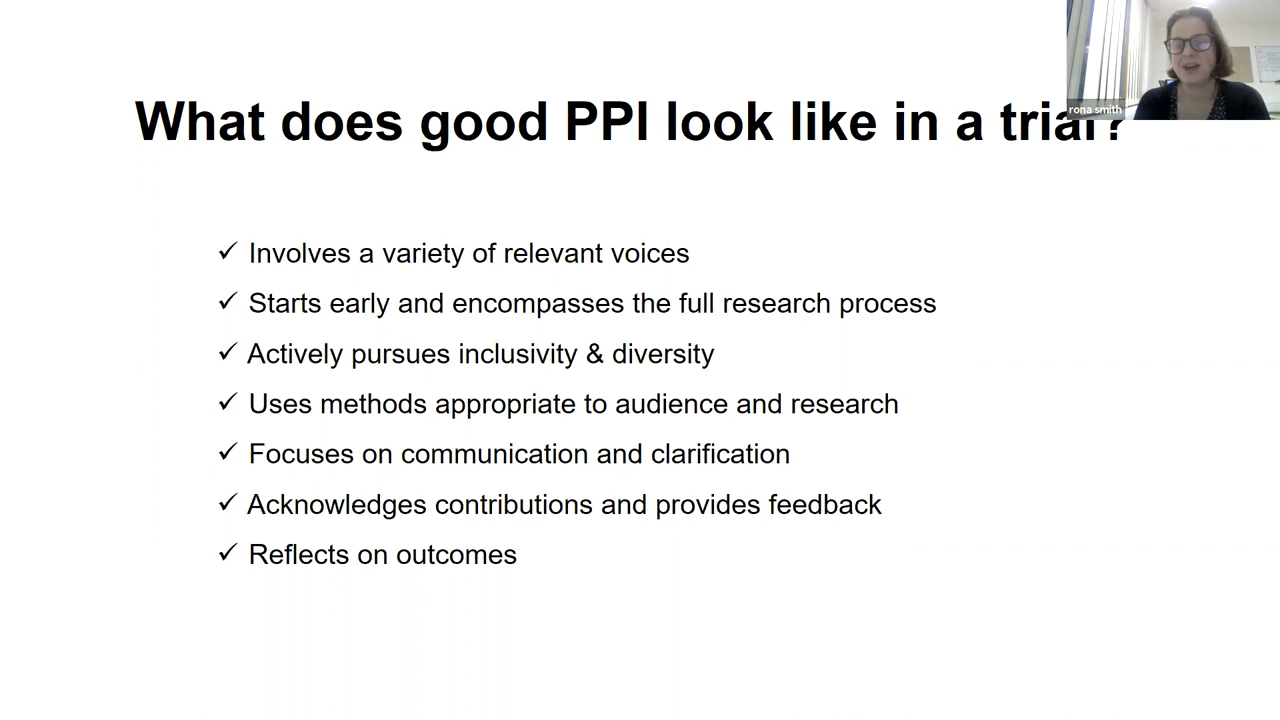 What does good PPI look like in a trial?
rona smith
✓ Involves a variety of relevant voices
✓ Starts early and encompasses the full research process
✓ Actively pursues inclusivity & diversity
✓ Uses methods appropriate to audience and research
✓ Focuses on communication and clarification
✓ Acknowledges contributions and provides feedback
✓ Reflects on outcomes